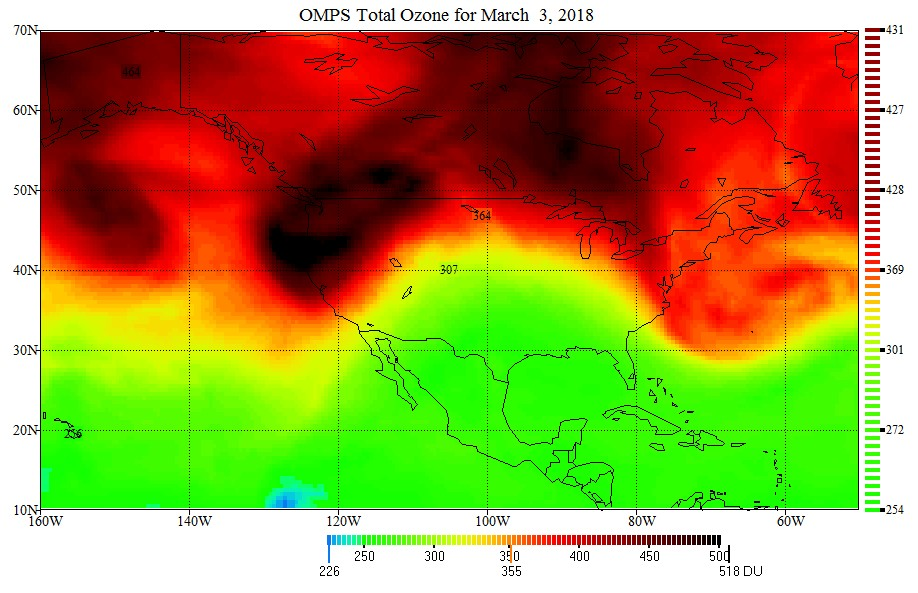 OMPS Total Ozone for March 3, 2018
70N
431
464
60N
427
50N
428
364
40N
307
369
30N
301
20N
256
272
10N
254
160W
140W
120W
100W
80W
60W
250
300
350
400
450
500
226
355
518 DU